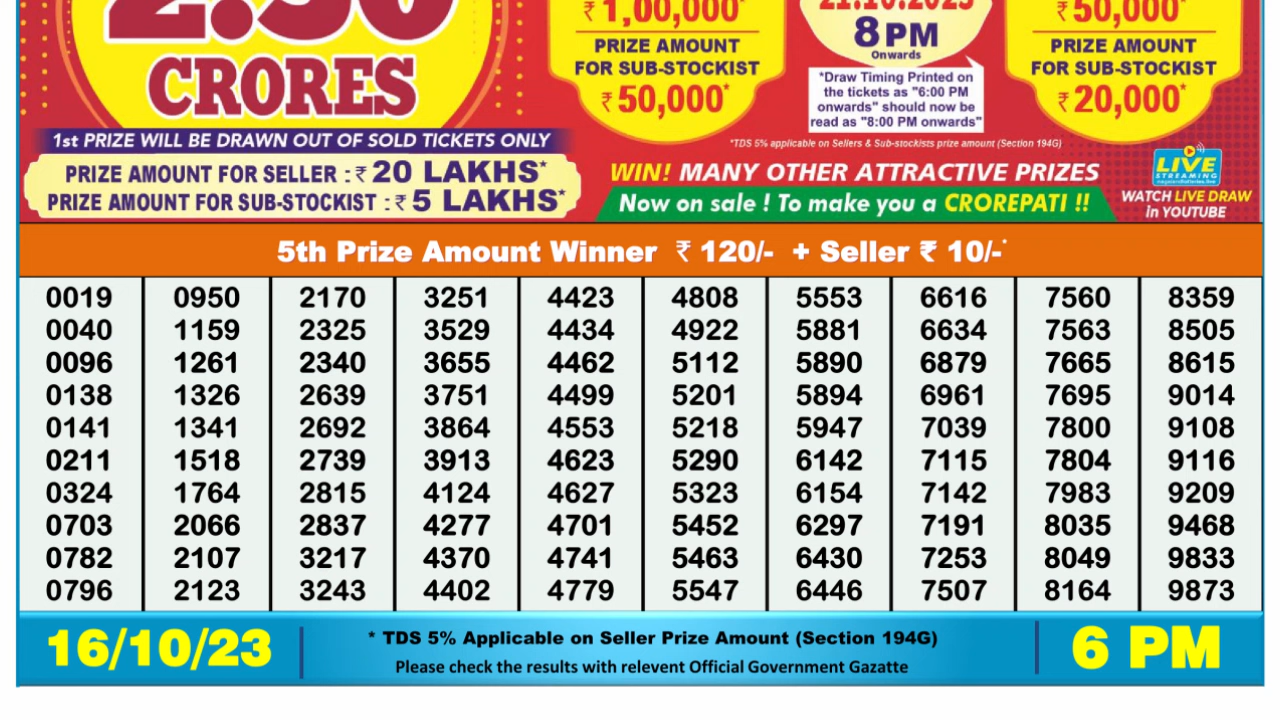 2.50
CRORES
1st PRIZE WILL BE DRAWN OUT OF SOLD TICKETS ONLY
PRIZE AMOUNT FOR SELLER : ₹ 20 LAKHS*
PRIZE AMOUNT FOR SUB-STOCKIST : ₹ 5 LAKHS*
₹ 1,00,000*
PRIZE AMOUNT
FOR SUB-STOCKIST
₹ 50,000*
21.10.2023
8 PM
Onwards
*Draw Timing Printed on
the tickets as "6:00 PM
onwards" should now be
read as "8:00 PM onwards"
₹ 50,000*
PRIZE AMOUNT
FOR SUB-STOCKIST
₹ 20,000*
*TDS 5% applicable on Sellers & Sub-stockists prize amount (Section 194G)
WIN! MANY OTHER ATTRACTIVE PRIZES
Now on sale ! To make you a CROREPATI !!
LIVE
STREAMING
WATCH LIVE DRAW
in YOUTUBE
5th Prize Amount Winner ₹ 120/- + Seller ₹ 10/-*
0019 0950 2170 3251 4423 4808 5553 6616 7560 8359
0040 1159 2325 3529 4434 4922 5881 6634 7563 8505
0096 1261 2340 3655 4462 5112 5890 6879 7665 8615
0138 1326 2639 3751 4499 5201 5894 6961 7695 9014
0141 1341 2692 3864 4553 5218 5947 7039 7800 9108
0211 1518 2739 3913 4623 5290 6142 7115 7804 9116
0324 1764 2815 4124 4627 5323 6154 7142 7983 9209
0703 2066 2837 4277 4701 5452 6297 7191 8035 9468
0782 2107 3217 4370 4741 5463 6430 7253 8049 9833
0796 2123 3243 4402 4779 5547 6446 7507 8164 9873
16/10/23
* TDS 5% Applicable on Seller Prize Amount (Section 194G)
Please check the results with relevent Official Government Gazatte
6 PM